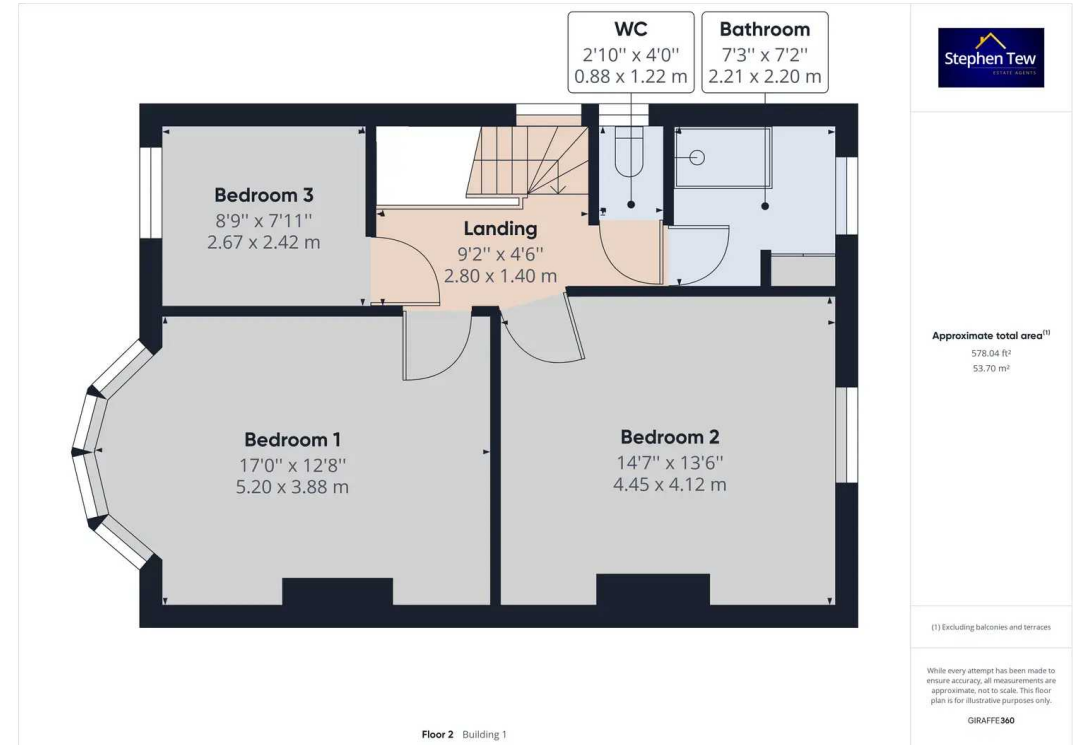 WC
2'10'' x 4'0''
0.88 x 1.22 m
Bathroom
7'3'' x 7'2''
2.21 x 2.20 m
Bedroom 3
8'9'' x 7'11''
2.67 x 2.42 m
Landing
9'2'' x 4'6''
2.80 x 1.40 m
Bedroom 1
17'0'' x 12'8''
5.20 x 3.88 m
Bedroom 2
14'7'' x 13'6''
4.45 x 4.12 m
Floor 2 Building 1
Stephen Tew
ESTATE AGENTS
Approximate total area(1)
578.04 ft²
53.70 m²
(1) Excluding balconies and terraces
While every attempt has been made to
ensure accuracy, all measurements are
approximate, not to scale. This floor
plan is for illustrative purposes only.
GIRAFFE360